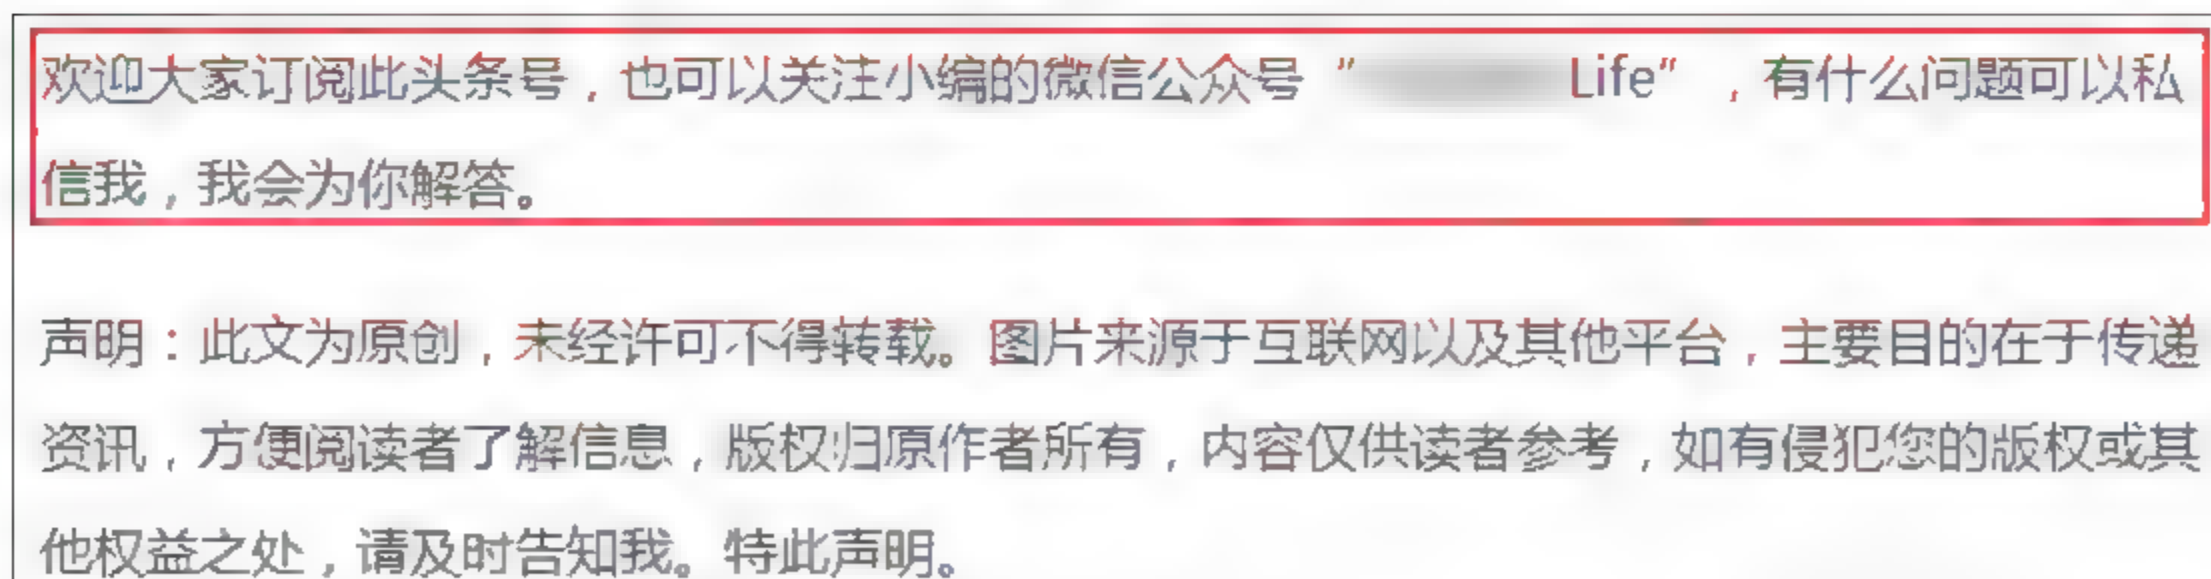 欢迎大家订阅此头条号，也可以关注小编的微信公众号“ Life”，有什么问题可以私
信我，我会为你解答。
声明：此文为原创，未经许可不得转载。图片来源于互联网以及其他平台，主要目的在于传递
资讯，方便阅读者了解信息，版权归原作者所有，内容仅供读者参考，如有侵犯您的版权或其
他权益之处，请及时告知我。特此声明。